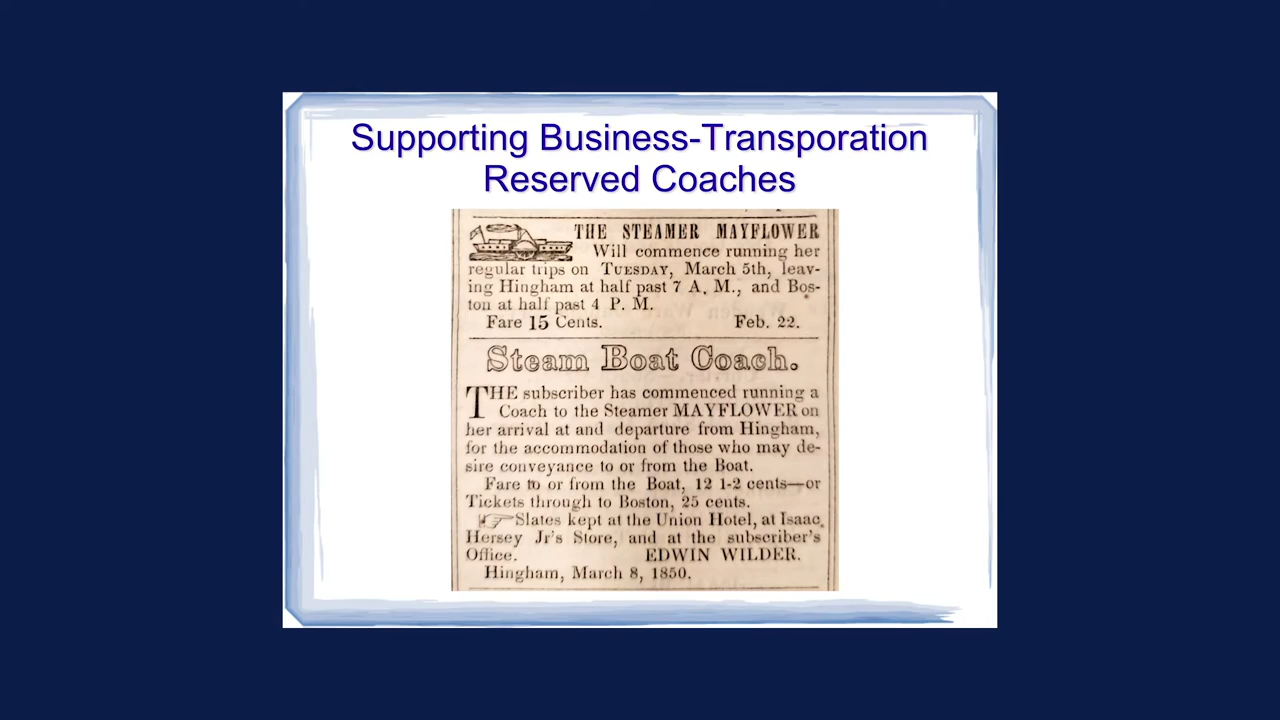 Supporting Business-Transporation
Reserved Coaches
THE STEAMER MAYFLOWER
Will commence running her
regular trips on TUESDAY, March 5th, leav-
ing Hingham at half past 7 A. M., and Bos-
ton at half past 4 P. M.
Fare 15 Cents. Feb. 22.
Steam Boat Coach.
THE subscriber has commenced running a
Coach to the Steamer MAYFLOWER on
her arrival at and departure from Hingham,
for the accommodation of those who may de-
sire conveyance to or from the Boat.
Fare to or from the Boat, 12 1-2 cents—or
Tickets through to Boston, 25 cents.
☞Slates kept at the Union Hotel, at Isaac
Hersey Jr's Store, and at the subscriber's
Office. EDWIN WILDER.
Hingham, March 8, 1850.